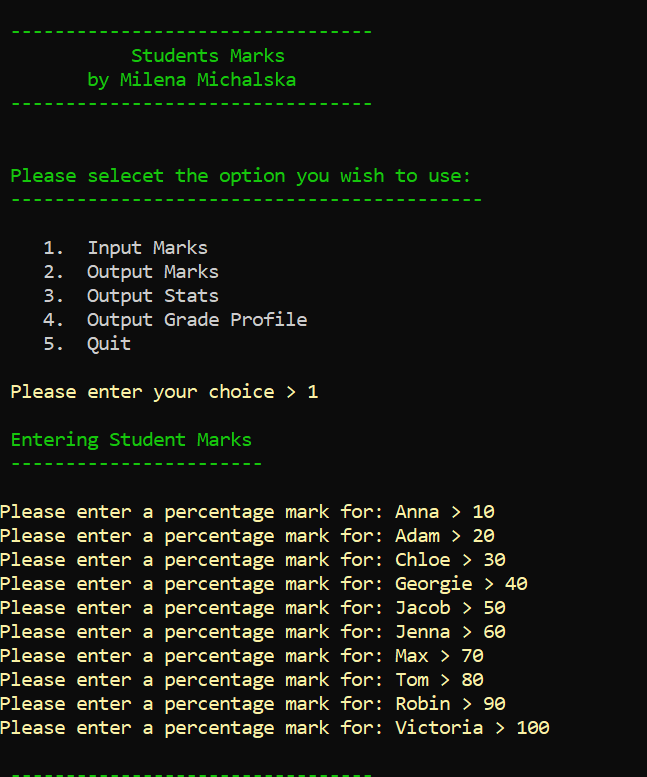 ---------------------------------
Students Marks
by Milena Michalska
---------------------------------
Please selecet the option you wish to use:
-------------------------------------------
1. Input Marks
2. Output Marks
3. Output Stats
4. Output Grade Profile
5. Quit
Please enter your choice > 1
Entering Student Marks
-----------------------
Please enter a percentage mark for: Anna > 10
Please enter a percentage mark for: Adam > 20
Please enter a percentage mark for: Chloe > 30
Please enter a percentage mark for: Georgie > 40
Please enter a percentage mark for: Jacob > 50
Please enter a percentage mark for: Jenna > 60
Please enter a percentage mark for: Max > 70
Please enter a percentage mark for: Tom > 80
Please enter a percentage mark for: Robin > 90
Please enter a percentage mark for: Victoria > 100
---------------------------------